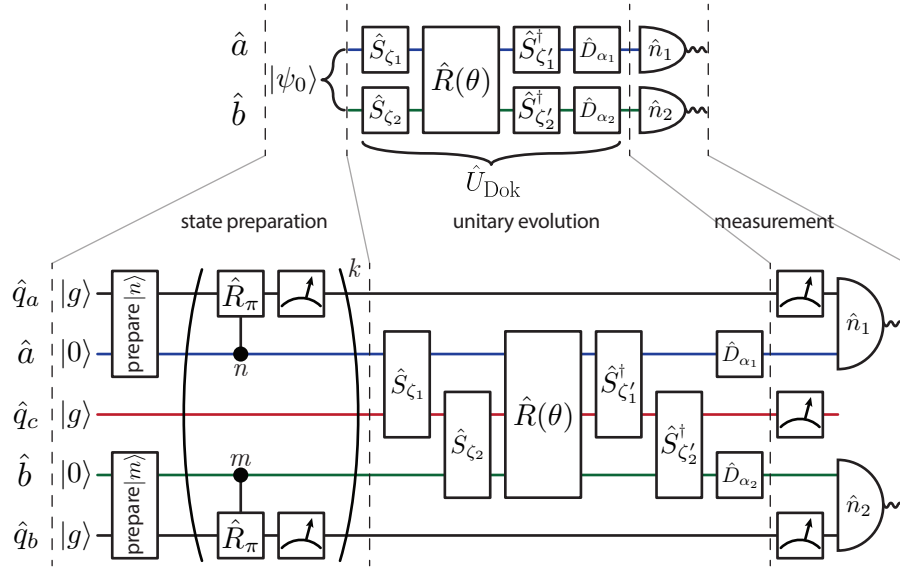 â |ψ₀⟩ Ŝ_ζ₁ R̂(θ) Ŝ†_ζ′₁ D̂_α₁ n̂₁
b̂ Ŝ_ζ₂ Ŝ†_ζ′₂ D̂_α₂ n̂₂
Û_Dok
state preparation unitary evolution measurement
q̂_a |g⟩ prepare|n⟩ R̂_π k
n̂₁
â |0⟩ n Ŝ_ζ₁ R̂(θ) Ŝ†_ζ′₁ D̂_α₁
q̂_c |g⟩ Ŝ_ζ₂ Ŝ†_ζ′₂
b̂ |0⟩ prepare|m⟩ m D̂_α₂
n̂₂
q̂_b |g⟩ R̂_π